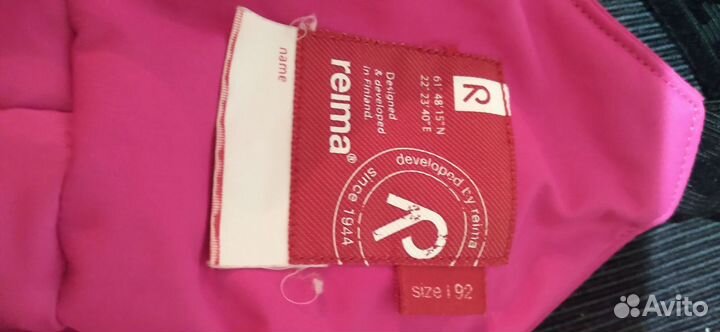 61°48'15"N
22°23'40"E
Designed
& developed
in Finland.
reima®
name
developed by reima
since 1944
size | 92
Avito